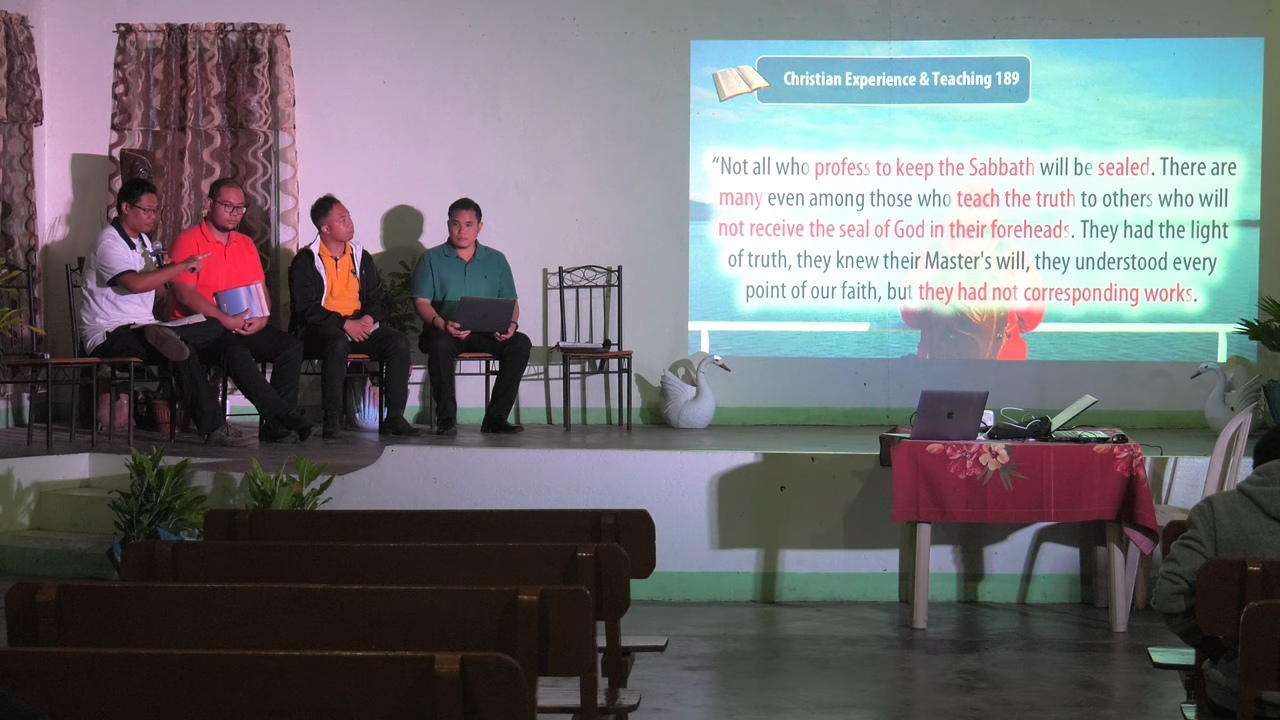 Christian Experience & Teaching 189
“Not all who profess to keep the Sabbath will be sealed. There are
many even among those who teach the truth to others who will
not receive the seal of God in their foreheads. They had the light
of truth, they knew their Master's will, they understood every
point of our faith, but they had not corresponding works.